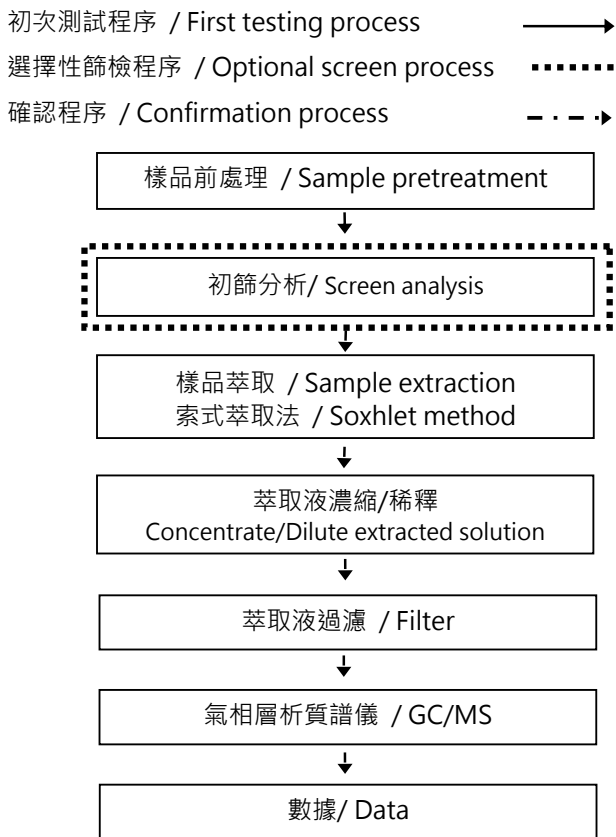 初次測試程序 / First testing process
選擇性篩檢程序 / Optional screen process
確認程序 / Confirmation process
樣品前處理 / Sample pretreatment
初篩分析/ Screen analysis
樣品萃取 / Sample extraction
索式萃取法 / Soxhlet method
萃取液濃縮/稀釋
Concentrate/Dilute extracted solution
萃取液過濾 / Filter
氣相層析質譜儀 / GC/MS
數據/ Data